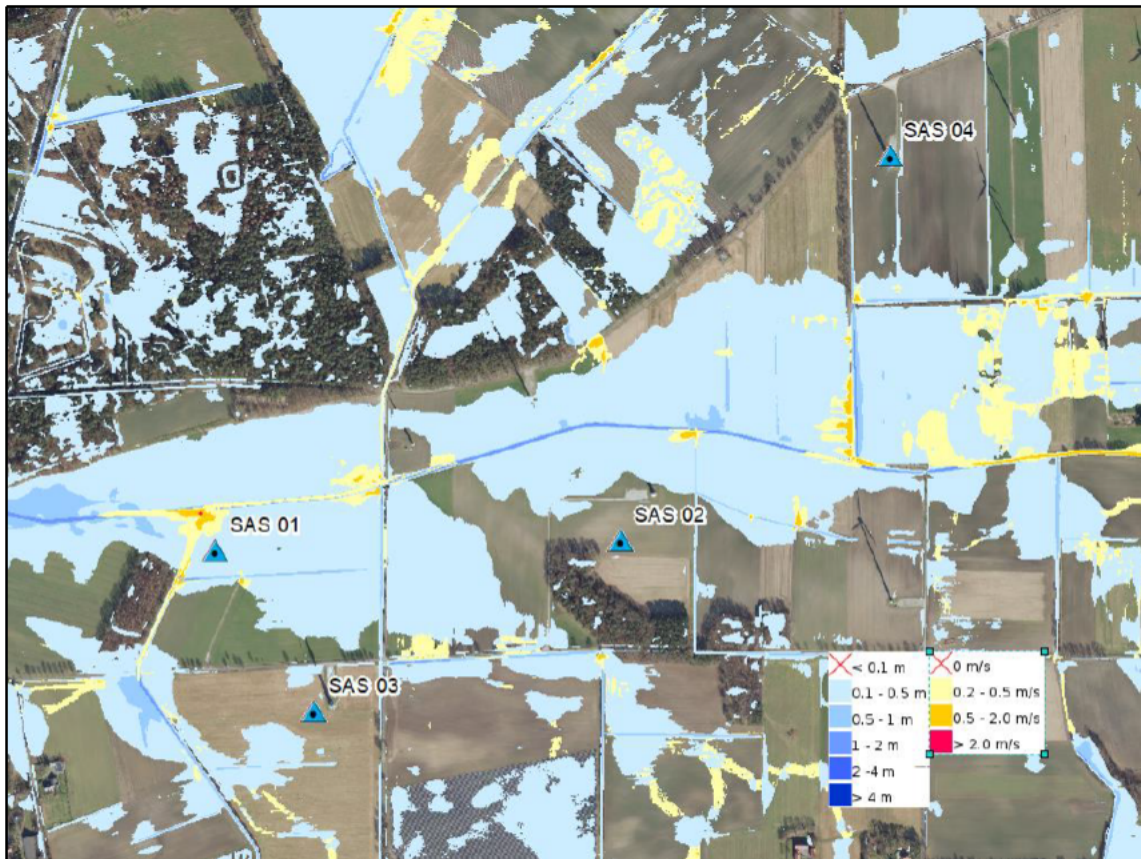 SAS 04
SAS 01
SAS 02
SAS 03
< 0.1 m
0.1 - 0.5 m
0.5 - 1 m
1 - 2 m
2 -4 m
> 4 m
0 m/s
0.2 - 0.5 m/s
0.5 - 2.0 m/s
> 2.0 m/s